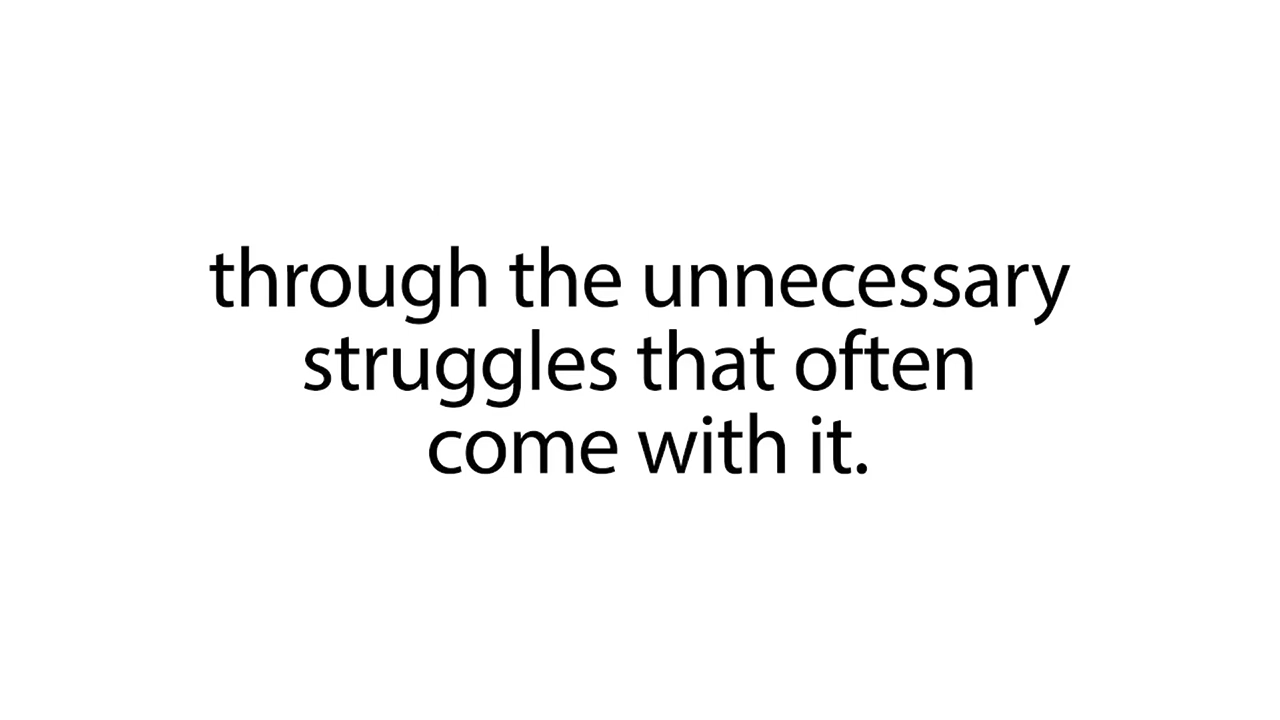 through the unnecessary
struggles that often
come with it.